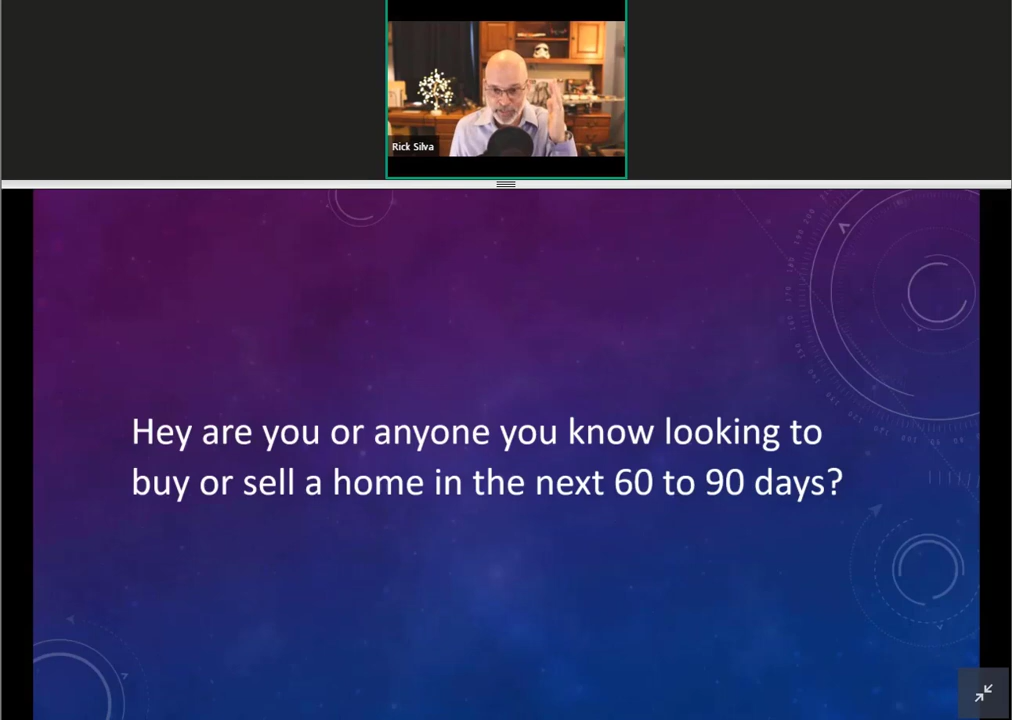 Rick Silva
Hey are you or anyone you know looking to
buy or sell a home in the next 60 to 90 days?